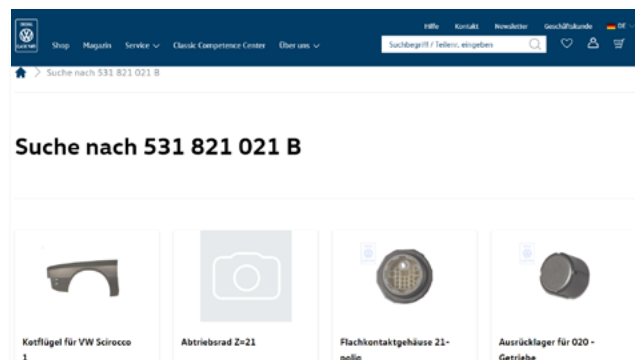 Hilfe Kontakt Newsletter Geschäftskunde DE
Shop Magazin Service Classic Competence Center Über uns
Suchbegriff / Teilenr. eingeben
Suche nach 531 821 021 B
Suche nach 531 821 021 B
Kotflügel für VW Scirocco
1
Abtriebsrad Z=21
Flachkontaktgehäuse 21-
polig
Ausrücklager für 020 -
Getriebe